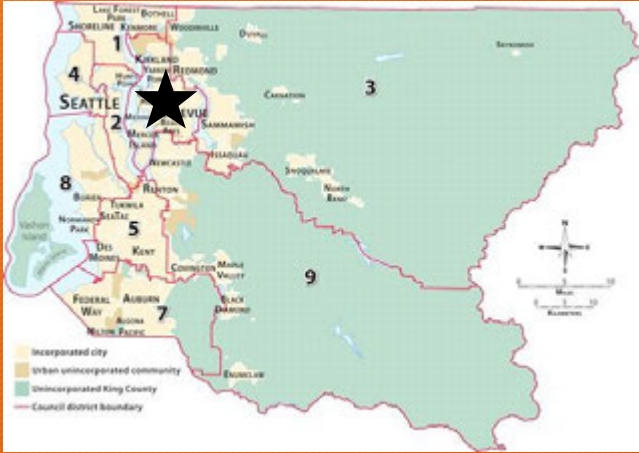 LAKE FOREST
PARK
BOTHELL
SHORELINE
KENMORE
WOODINVILLE
1
DUVALL
SKYKOMISH
KIRKLAND
REDMOND
4
3
CARNATION
SEATTLE
2
EVUE
SAMMAMISH
MERCER
ISLAND
ISSAQUAH
NEWCASTLE
SNOQUALMIE
8
RENTON
NORTH
BEND
BURIEN
TUKWILA
Vashon
Island
SEATAC
NORMANDY
PARK
5
N
KENT
9
DES
MOINES
COVINGTON
MAPLE
VALLEY
MILES
FEDERAL
WAY
AUBURN
BLACK
DIAMOND
KILOMETERS
7
ALGONA
MILTON
PACIFIC
Incorporated city
Urban unincorporated community
ENUMCLAW
Unincorporated King County
Council district boundary